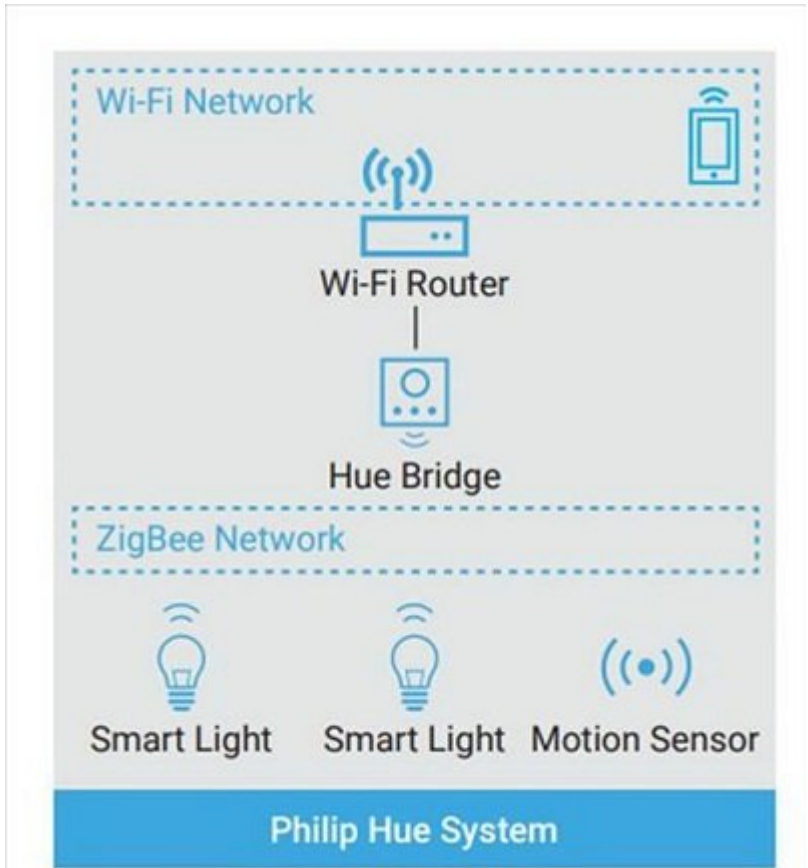 Wi-Fi Network
Wi-Fi Router
Hue Bridge
ZigBee Network
Smart Light
Smart Light
Motion Sensor
Philip Hue System